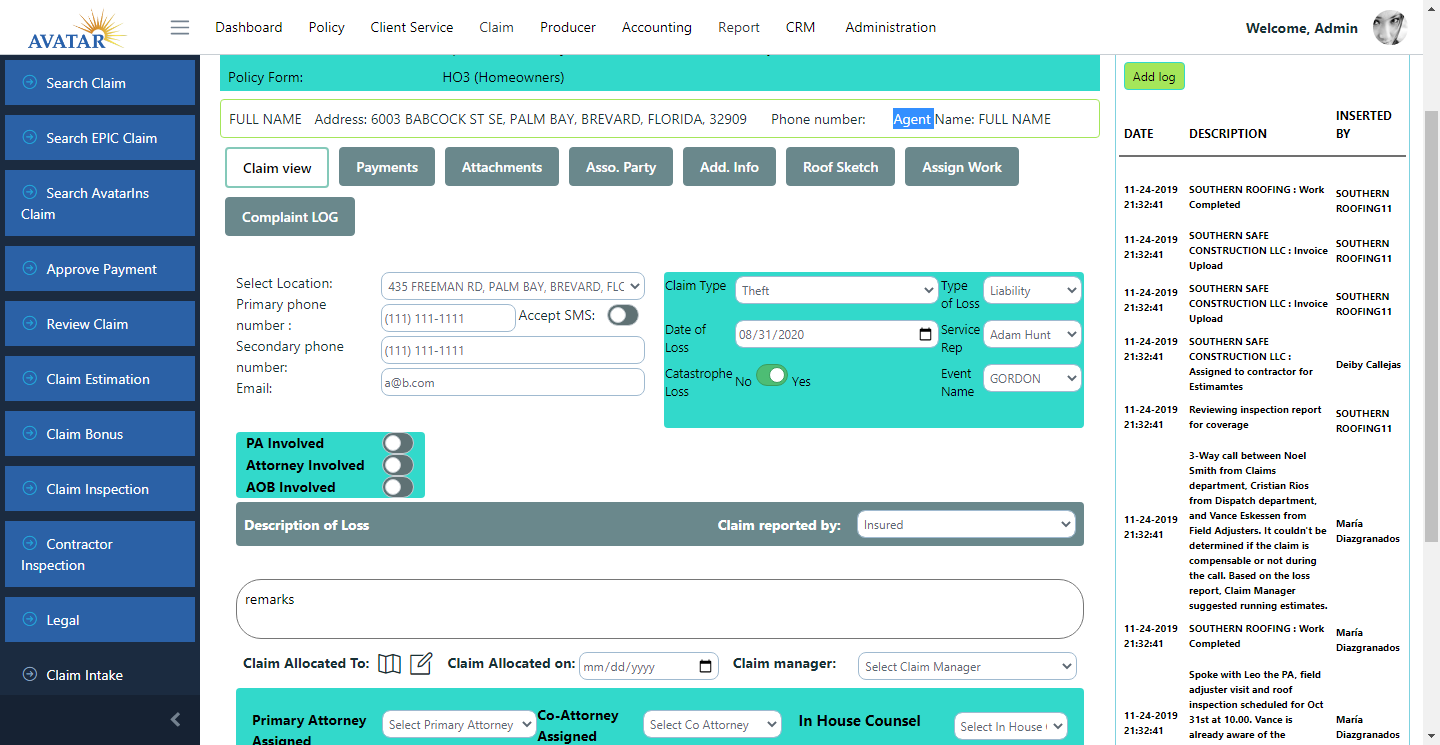 AVATAR
Dashboard Policy Client Service Claim Producer Accounting Report CRM Administration
Welcome, Admin
Search Claim
Search EPIC Claim
Search AvatarIns
Claim
Approve Payment
Review Claim
Claim Estimation
Claim Bonus
Claim Inspection
Contractor
Inspection
Legal
Claim Intake
Policy Form: HO3 (Homeowners)
FULL NAME Address: 6003 BABCOCK ST SE, PALM BAY, BREVARD, FLORIDA, 32909 Phone number: Agent Name: FULL NAME
Claim view Payments Attachments Asso. Party Add. Info Roof Sketch Assign Work
Complaint LOG
Select Location: 435 FREEMAN RD, PALM BAY, BREVARD, FLC
Primary phone
number : (111) 111-1111 Accept SMS:
Secondary phone
number: (111) 111-1111
Email: a@b.com
Claim Type Theft
Type
of Loss Liability
Date of
Loss 08/31/2020
Service
Rep Adam Hunt
Catastrophe
Loss No Yes
Event
Name GORDON
PA Involved
Attorney Involved
AOB Involved
Description of Loss Claim reported by: Insured
remarks
Claim Allocated To: Claim Allocated on: mm/dd/yyyy Claim manager: Select Claim Manager
Primary Attorney
Assigned Select Primary Attorney
Co-Attorney
Assigned Select Co Attorney
In House Counsel Select In House
Add log
DATE DESCRIPTION INSERTED
BY
11-24-2019
21:32:41
SOUTHERN ROOFING : Work
Completed
SOUTHERN
ROOFING11
11-24-2019
21:32:41
SOUTHERN SAFE
CONSTRUCTION LLC : Invoice
Upload
SOUTHERN
ROOFING11
11-24-2019
21:32:41
SOUTHERN SAFE
CONSTRUCTION LLC : Invoice
Upload
SOUTHERN
ROOFING11
11-24-2019
21:32:41
SOUTHERN SAFE
CONSTRUCTION LLC :
Assigned to contractor for
Estimamtes
Deiby Callejas
11-24-2019
21:32:41
Reviewing inspection report
for coverage
SOUTHERN
ROOFING11
11-24-2019
21:32:41
3-Way call between Noel
Smith from Claims
department, Cristian Rios
from Dispatch department,
and Vance Eskessen from
Field Adjusters. It couldn't be
determined if the claim is
compensable or not during
the call. Based on the loss
report, Claim Manager
suggested running estimates.
María
Diazgranados
11-24-2019
21:32:41
SOUTHERN ROOFING : Work
Completed
María
Diazgranados
11-24-2019
21:32:41
Spoke with Leo the PA, field
adjuster visit and roof
inspection scheduled for Oct
31st at 10.00. Vance is
already aware of the
María
Diazgranados